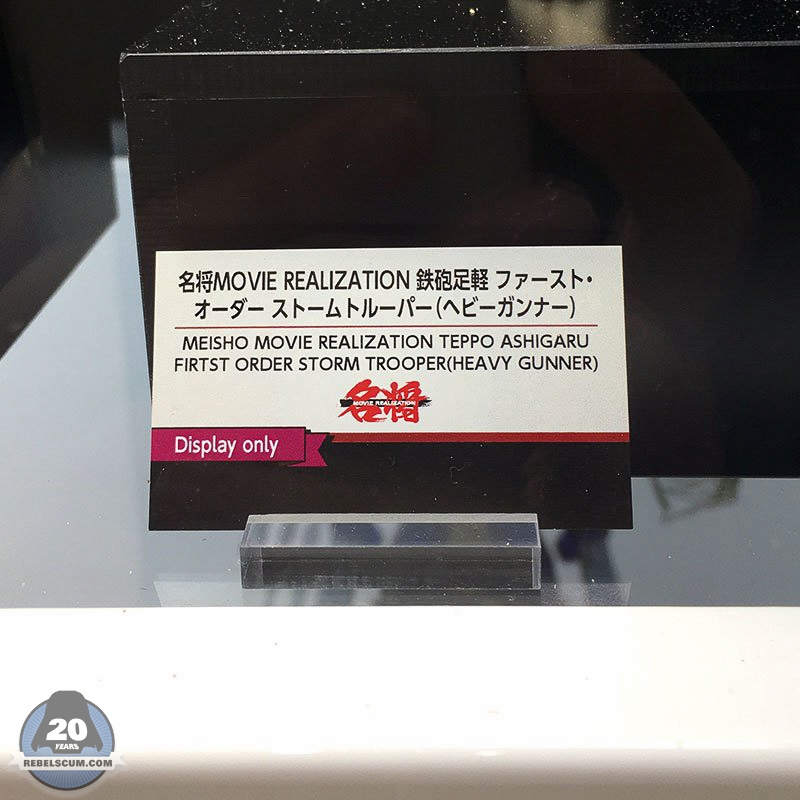 名将MOVIE REALIZATION 鉄砲足軽 ファースト・
オーダー ストームトルーパー(ヘビーガンナー)
MEISHO MOVIE REALIZATION TEPPO ASHIGARU
FIRTST ORDER STORM TROOPER(HEAVY GUNNER)
名将
MOVIE REALIZATION
Display only
20
YEARS
REBELSCUM.COM